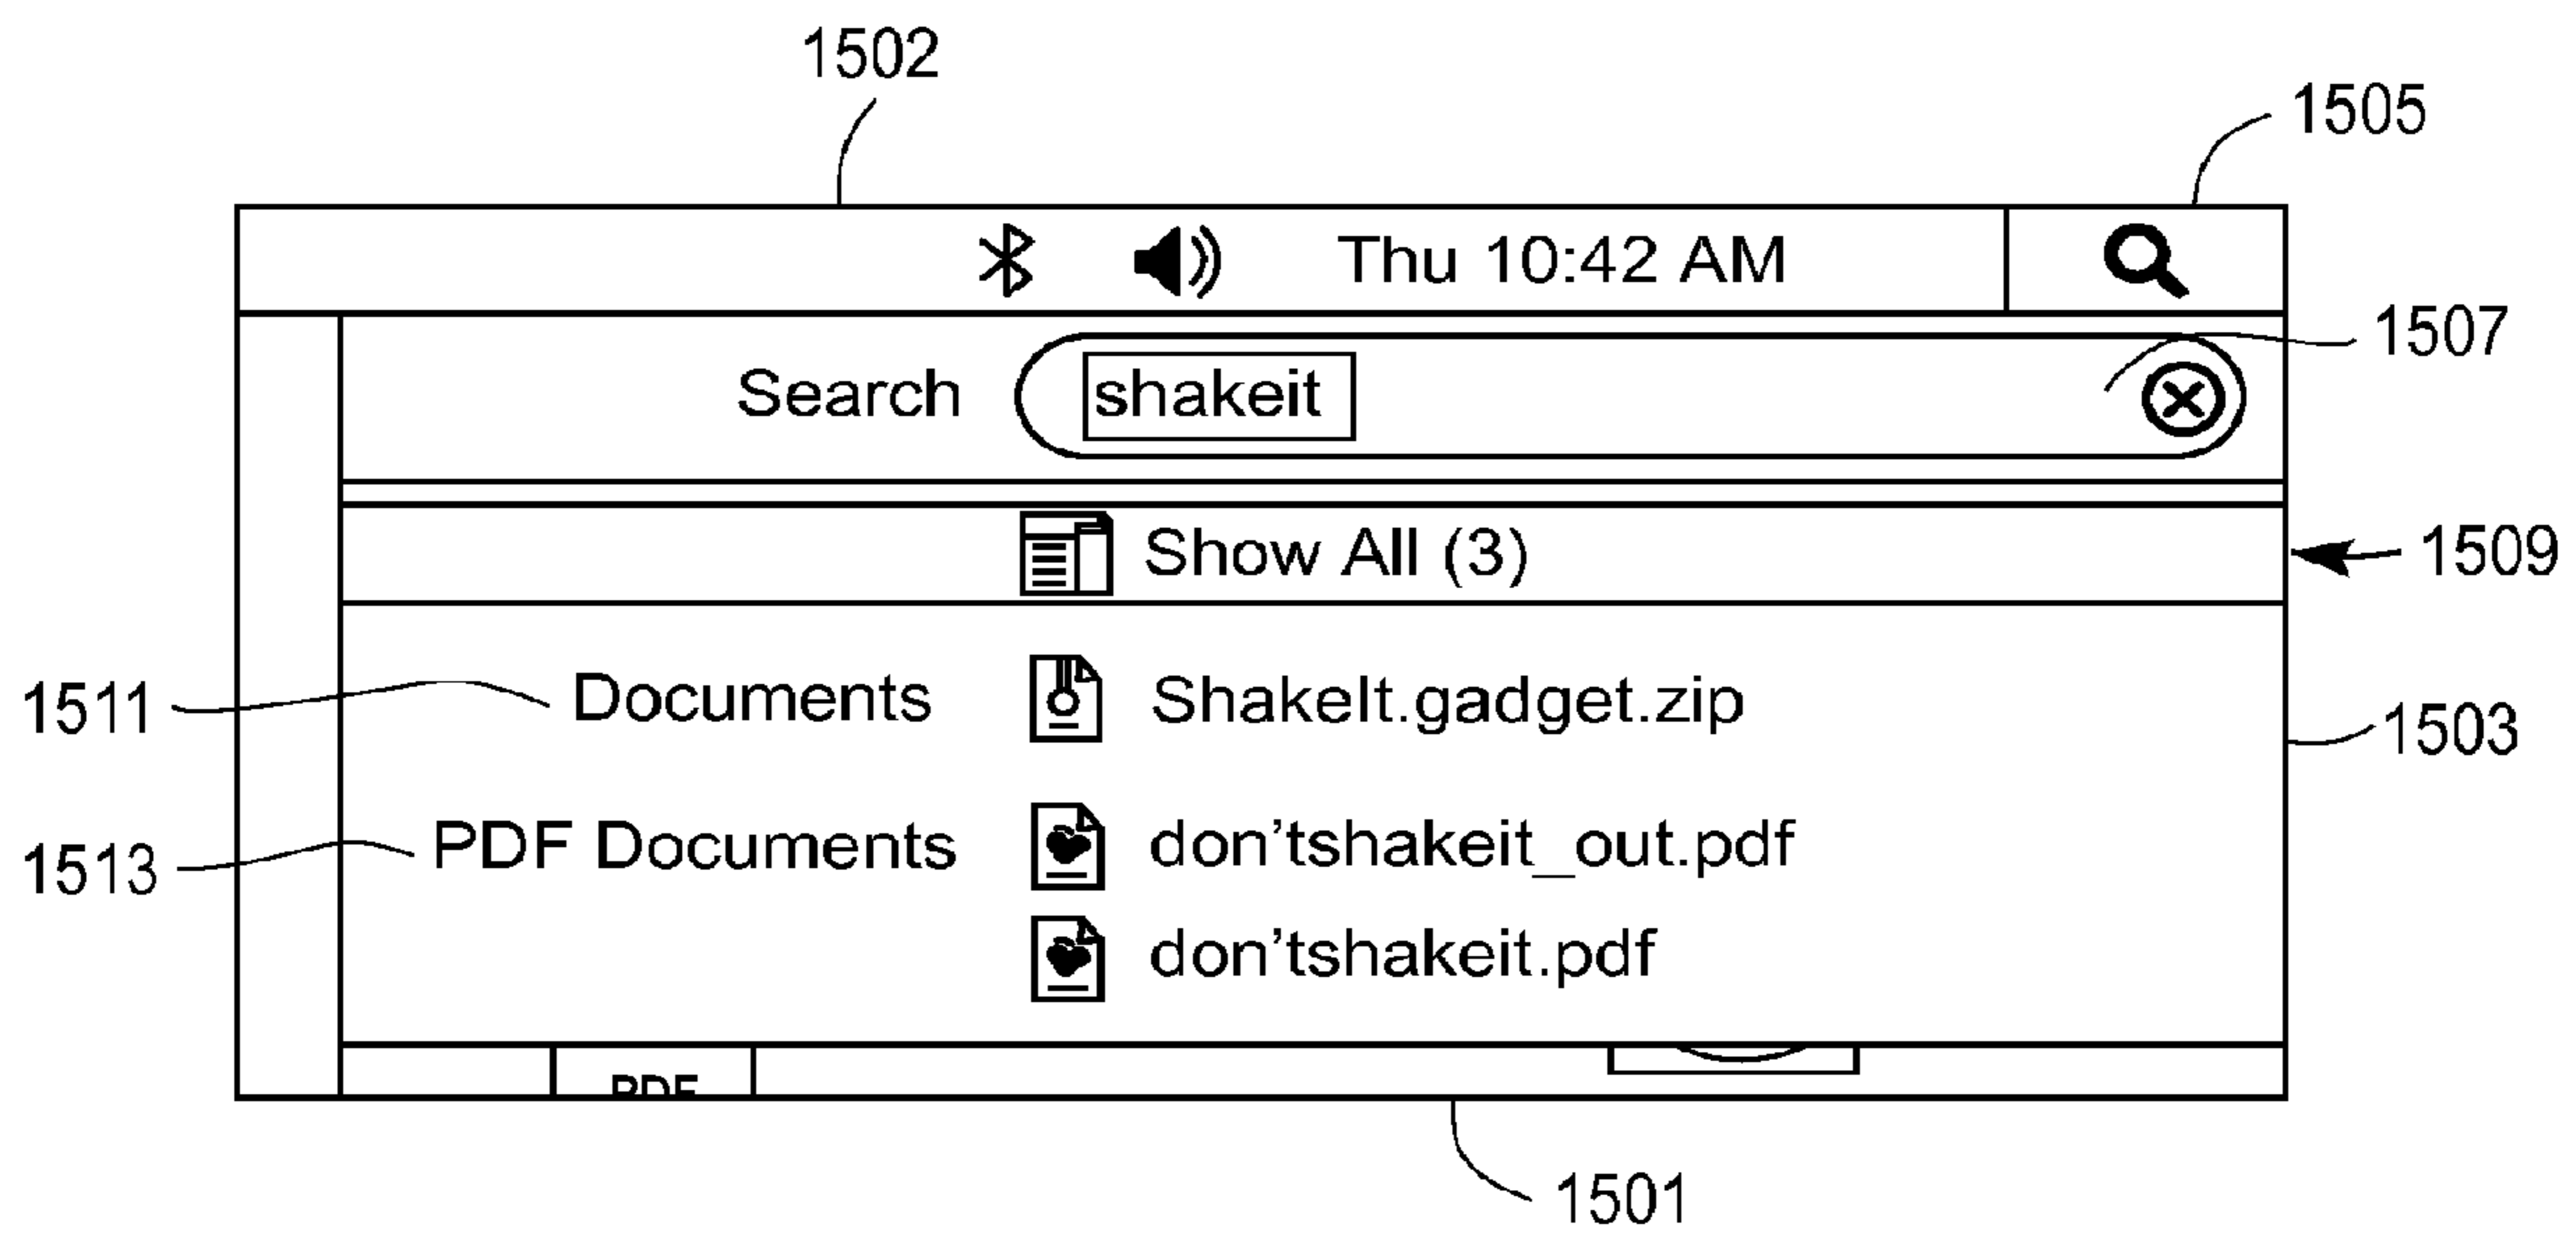 1502
1505
Thu 10:42 AM
1507
Search shakeit
Show All (3)
1509
1511
Documents ShakeIt.gadget.zip
1503
1513
PDF Documents don'tshakeit_out.pdf
don'tshakeit.pdf
PDF
1501